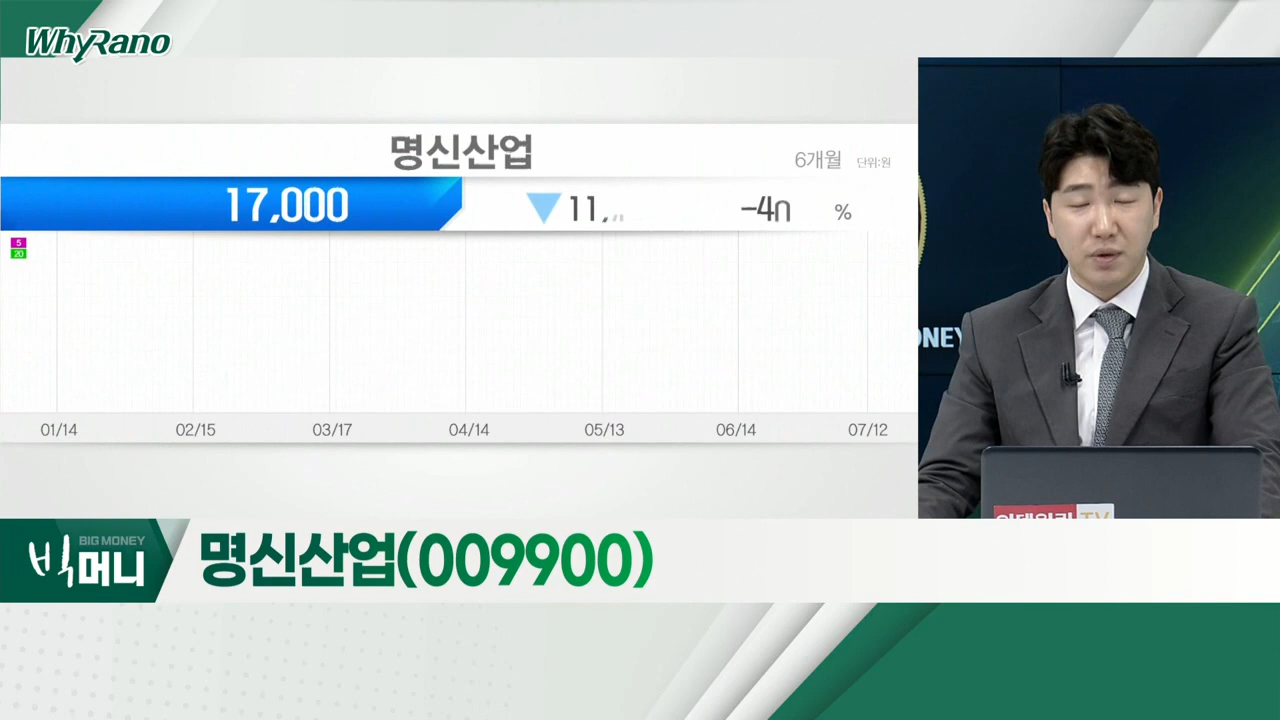 WhyRano
명신산업
6개월 단위:원
17,000
%
5
20
01/14 02/15 03/17 04/14 05/13 06/14 07/12
BIG MONEY
빅머니
명신산업(009900)
TV